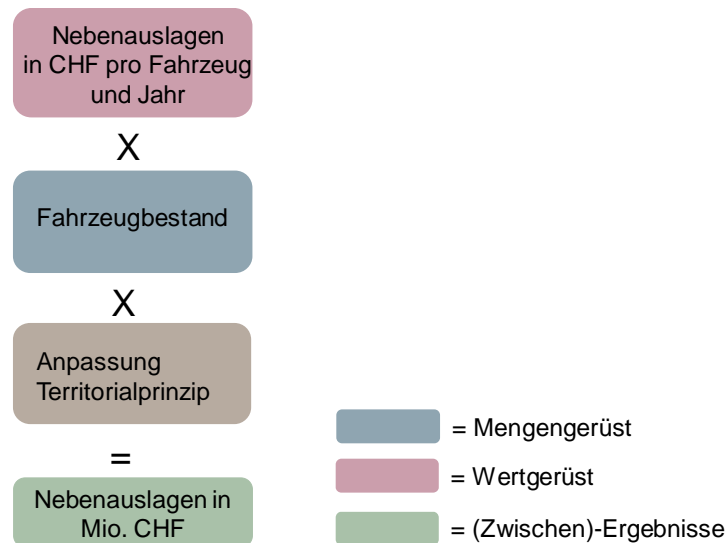 Nebenauslagen
in CHF pro Fahrzeug
und Jahr
X
Fahrzeugbestand
X
Anpassung
Territorialprinzip
=
Nebenauslagen in
Mio. CHF
= Mengengerüst
= Wertgerüst
= (Zwischen)-Ergebnisse